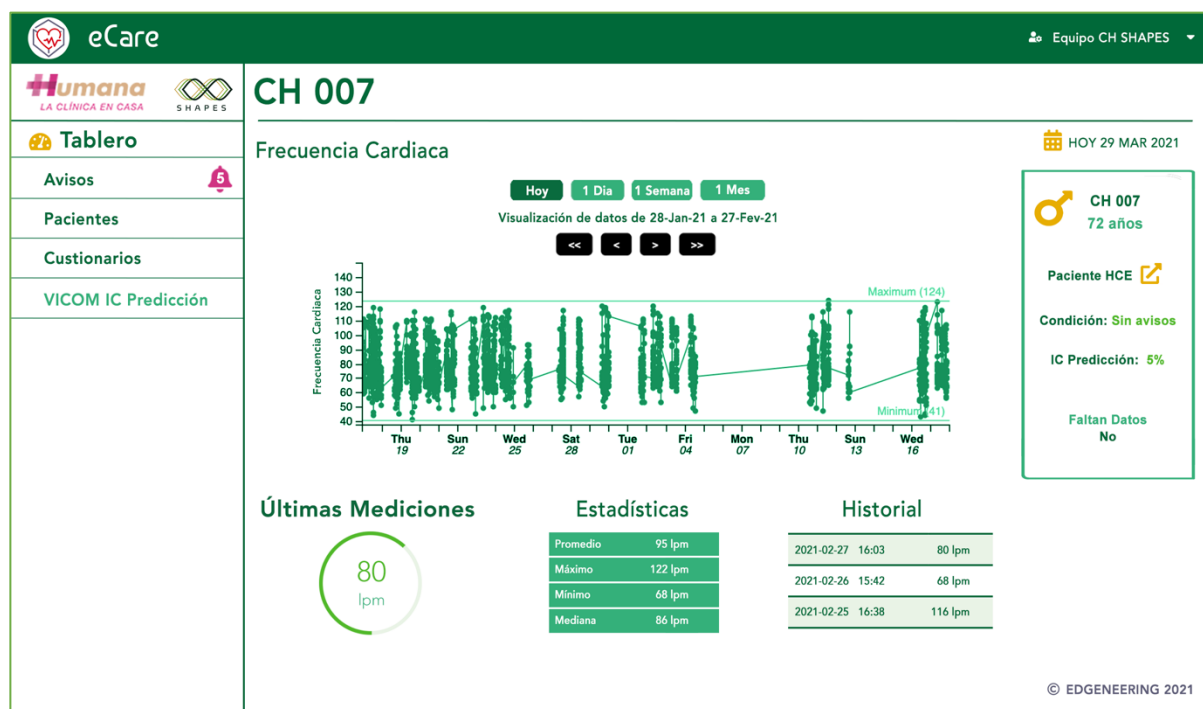 eCare
Equipo CH SHAPES
Humana
LA CLÍNICA EN CASA
SHAPES
CH 007
Tablero
Avisos
5
Pacientes
Custionarios
VICOM IC Predicción
Frecuencia Cardiaca
HOY 29 MAR 2021
Hoy 1 Dia 1 Semana 1 Mes
Visualización de datos de 28-Jan-21 a 27-Fev-21
<< < > >>
Frecuencia Cardiaca
140
130
120
110
100
90
80
70
60
50
40
Maximum (124)
Minimum (41)
Thu Sun Wed Sat Tue Fri Mon Thu Sun Wed
19 22 25 28 01 04 07 10 13 16
CH 007
72 años
Paciente HCE
Condición: Sin avisos
IC Predicción: 5%
Faltan Datos
No
Últimas Mediciones
80
lpm
Estadísticas
Promedio 95 lpm
Máximo 122 lpm
Mínimo 68 lpm
Mediana 86 lpm
Historial
2021-02-27 16:03 80 lpm
2021-02-26 15:42 68 lpm
2021-02-25 16:38 116 lpm
© EDGENEERING 2021